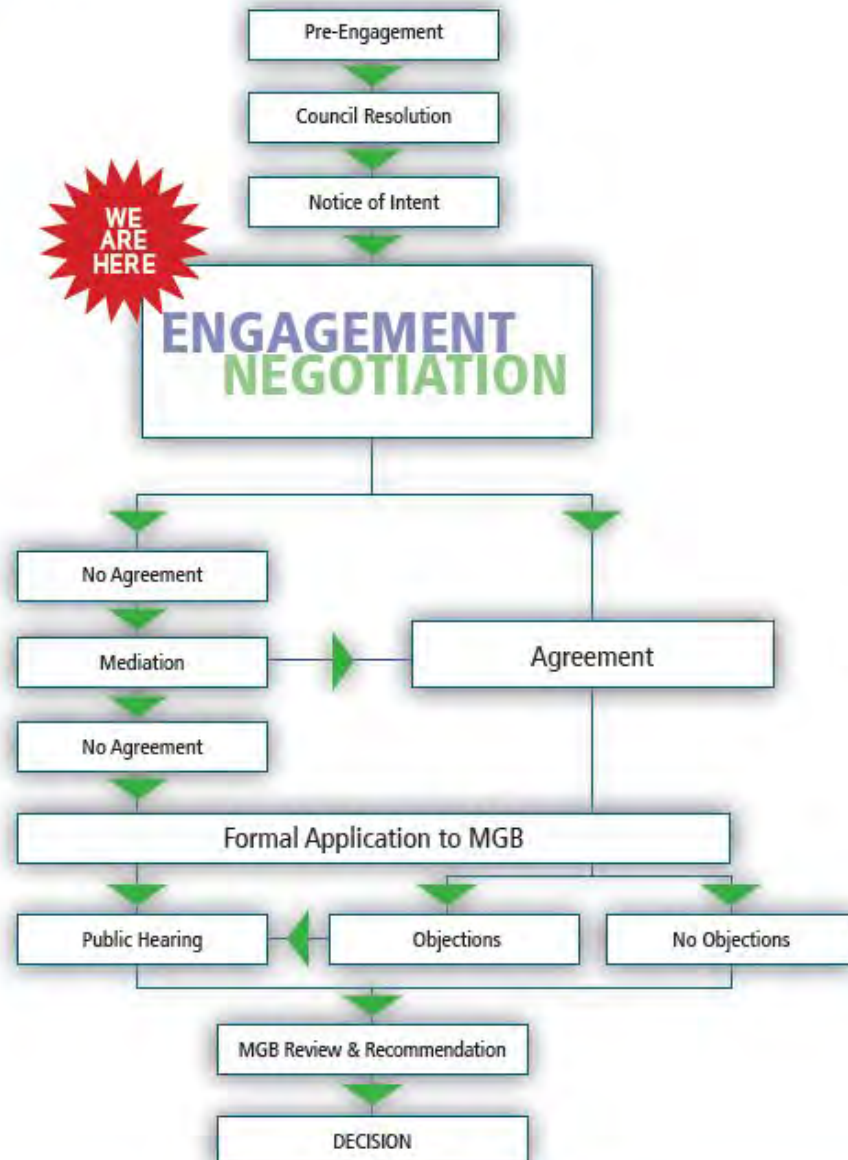 Pre-Engagement
Council Resolution
Notice of Intent
WE
ARE
HERE
ENGAGEMENT
NEGOTIATION
No Agreement
Mediation
Agreement
No Agreement
Formal Application to MGB
Public Hearing
Objections
No Objections
MGB Review & Recommendation
DECISION